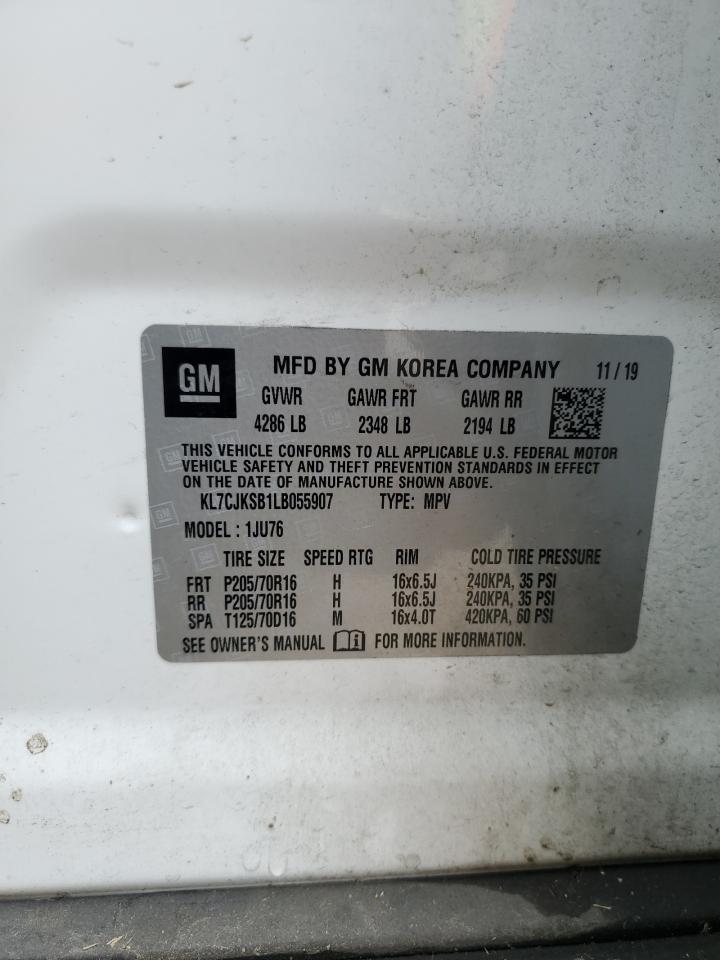 GM MFD BY GM KOREA COMPANY 11 / 19
GVWR GAWR FRT GAWR RR
4286 LB 2348 LB 2194 LB
THIS VEHICLE CONFORMS TO ALL APPLICABLE U.S. FEDERAL MOTOR
VEHICLE SAFETY AND THEFT PREVENTION STANDARDS IN EFFECT
ON THE DATE OF MANUFACTURE SHOWN ABOVE.
KL7CJKSB1LB055907 TYPE: MPV
MODEL : 1JU76
TIRE SIZE SPEED RTG RIM COLD TIRE PRESSURE
FRT P205/70R16 H 16x6.5J 240KPA, 35 PSI
RR P205/70R16 H 16x6.5J 240KPA, 35 PSI
SPA T125/70D16 M 16x4.0T 420KPA, 60 PSI
SEE OWNER'S MANUAL FOR MORE INFORMATION.